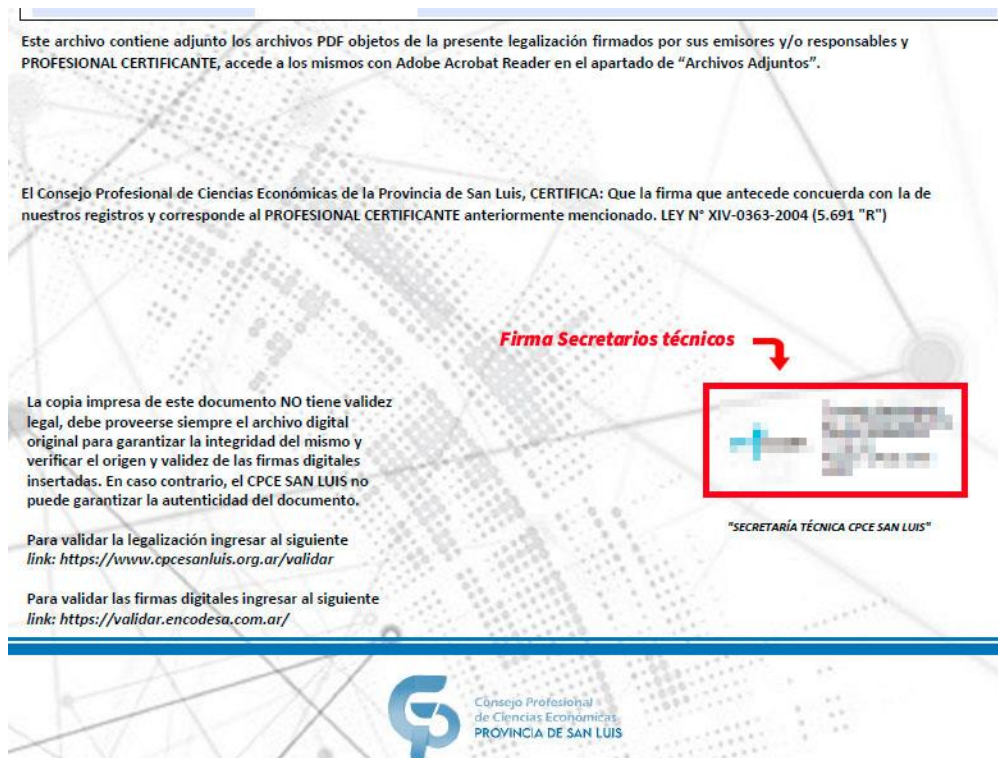 Este archivo contiene adjunto los archivos PDF objetos de la presente legalización firmados por sus emisores y/o responsables y
PROFESIONAL CERTIFICANTE, accede a los mismos con Adobe Acrobat Reader en el apartado de “Archivos Adjuntos”.
El Consejo Profesional de Ciencias Económicas de la Provincia de San Luis, CERTIFICA: Que la firma que antecede concuerda con la de
nuestros registros y corresponde al PROFESIONAL CERTIFICANTE anteriormente mencionado. LEY N° XIV-0363-2004 (5.691 "R")
Firma Secretarios técnicos
La copia impresa de este documento NO tiene validez
legal, debe proveerse siempre el archivo digital
original para garantizar la integridad del mismo y
verificar el origen y validez de las firmas digitales
insertadas. En caso contrario, el CPCE SAN LUIS no
puede garantizar la autenticidad del documento.
"SECRETARÍA TÉCNICA CPCE SAN LUIS"
Para validar la legalización ingresar al siguiente
link: https://www.cpcesanluis.org.ar/validar
Para validar las firmas digitales ingresar al siguiente
link: https://validar.encodesa.com.ar/
Consejo Profesional
de Ciencias Económicas
PROVINCIA DE SAN LUIS